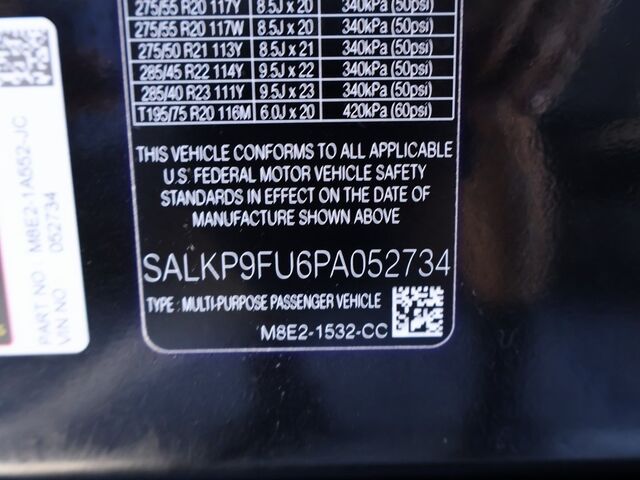 275/55 R20 117Y 8.5J x 20 340kPa (50psi)
275/55 R20 117W 8.5J x 20 340kPa (50psi)
275/50 R21 113Y 8.5J x 21 340kPa (50psi)
285/45 R22 114Y 9.5J x 22 340kPa (50psi)
285/40 R23 111Y 9.5J x 23 340kPa (50psi)
T195/75 R20 116M 6.0J x 20 420kPa (60psi)
THIS VEHICLE CONFORMS TO ALL APPLICABLE
U.S. FEDERAL MOTOR VEHICLE SAFETY
STANDARDS IN EFFECT ON THE DATE OF
MANUFACTURE SHOWN ABOVE
SALKP9FU6PA052734
TYPE : MULTI-PURPOSE PASSENGER VEHICLE
M8E2-1532-CC
PART NO M8E2-1A552-JC
VIN NO 052734